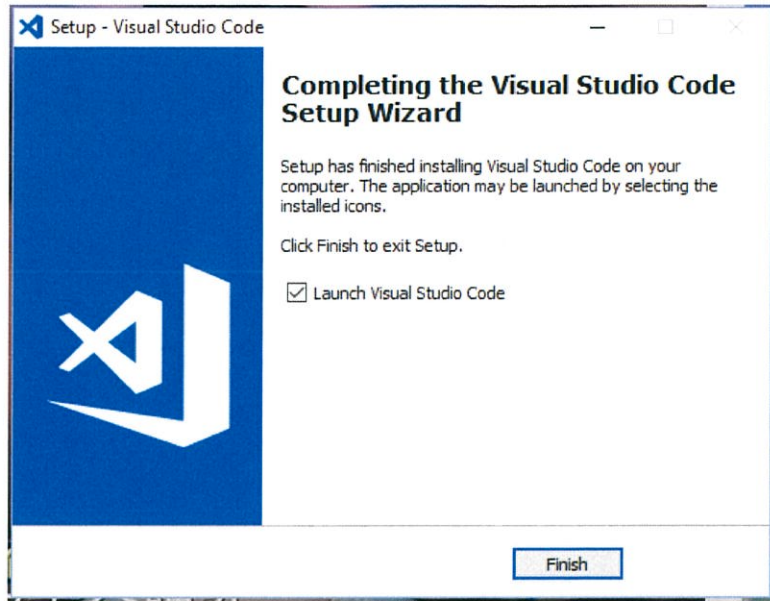 Setup - Visual Studio Code
Completing the Visual Studio Code
Setup Wizard
Setup has finished installing Visual Studio Code on your
computer. The application may be launched by selecting the
installed icons.
Click Finish to exit Setup.
Launch Visual Studio Code
Finish